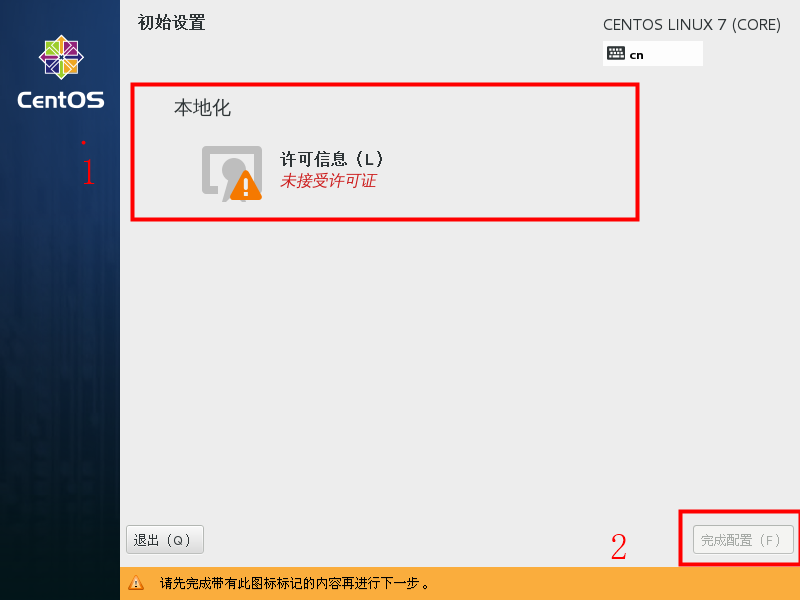 初始设置
CENTOS LINUX 7 (CORE)
cn
CentOS
本地化
许可信息（L）
未接受许可证
1
退出（Q）
2
完成配置（F）
请先完成带有此图标标记的内容再进行下一步。